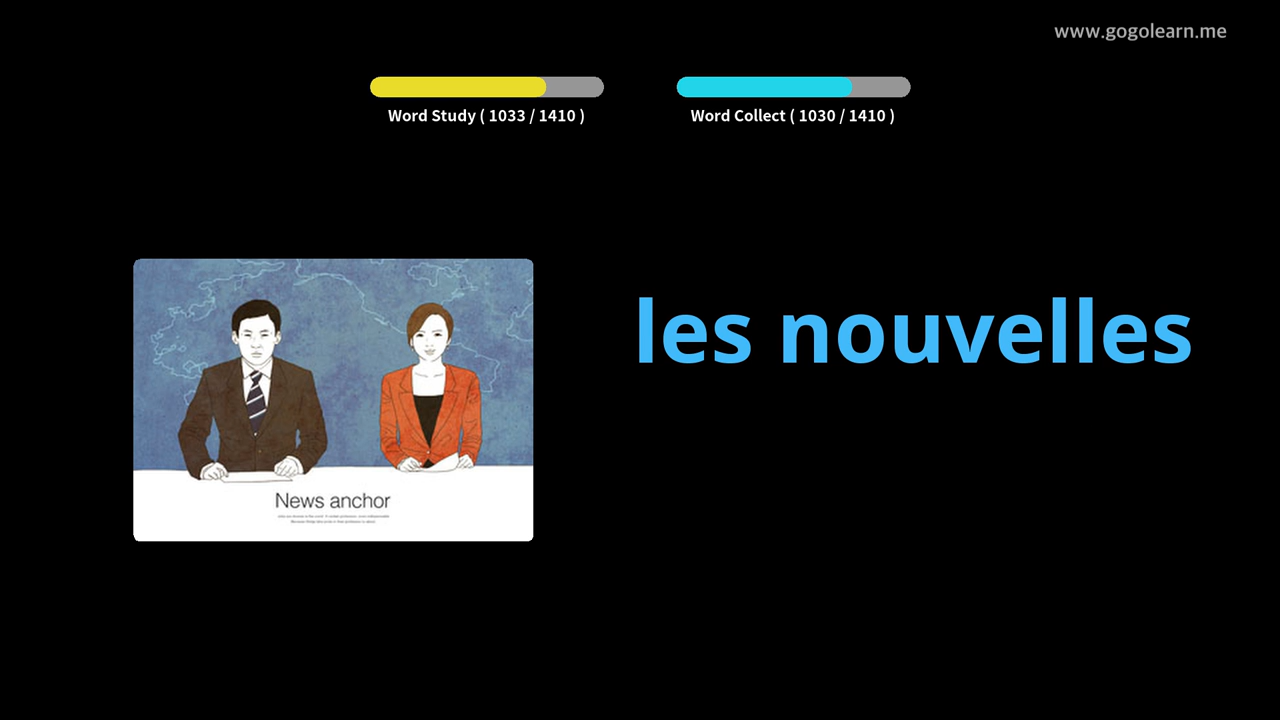 www.gogolearn.me
Word Study ( 1033 / 1410 )
Word Collect ( 1030 / 1410 )
les nouvelles
News anchor